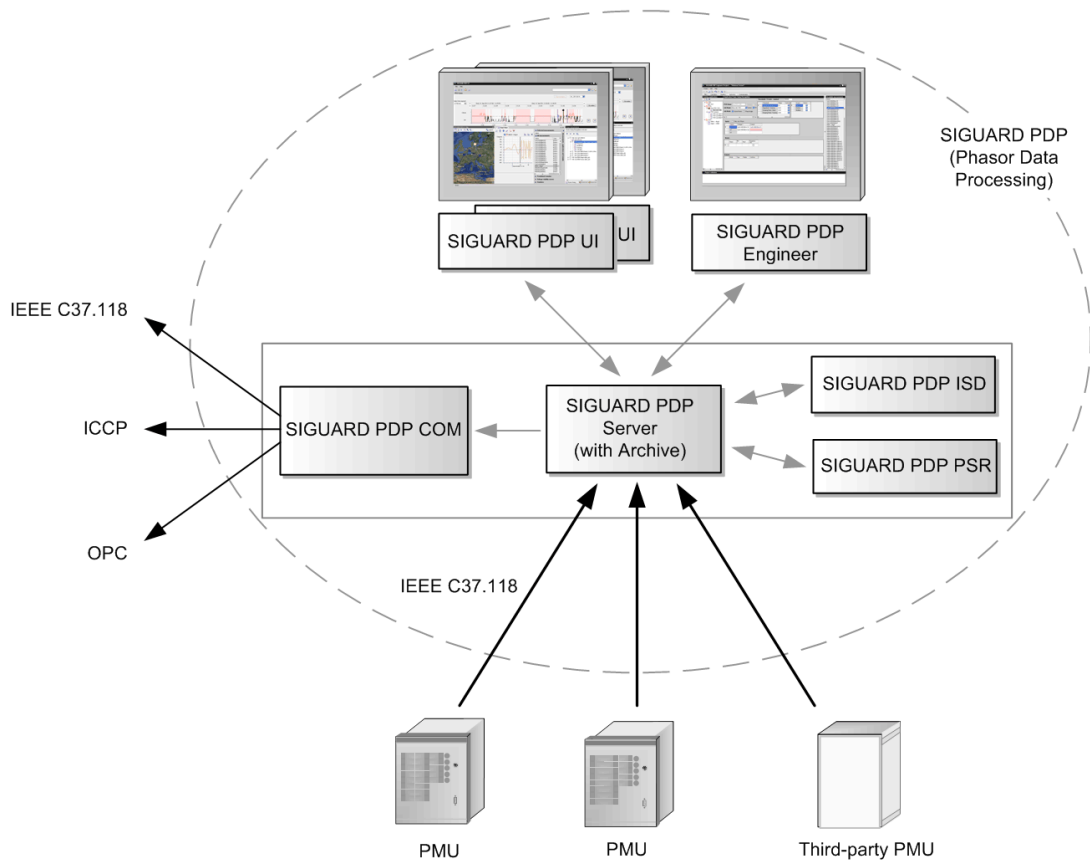 SIGUARD PDP
(Phasor Data
Processing)
SIGUARD PDP UI
UI
SIGUARD PDP
Engineer
IEEE C37.118
ICCP
OPC
SIGUARD PDP COM
SIGUARD PDP
Server
(with Archive)
SIGUARD PDP ISD
SIGUARD PDP PSR
IEEE C37.118
PMU
PMU
Third-party PMU